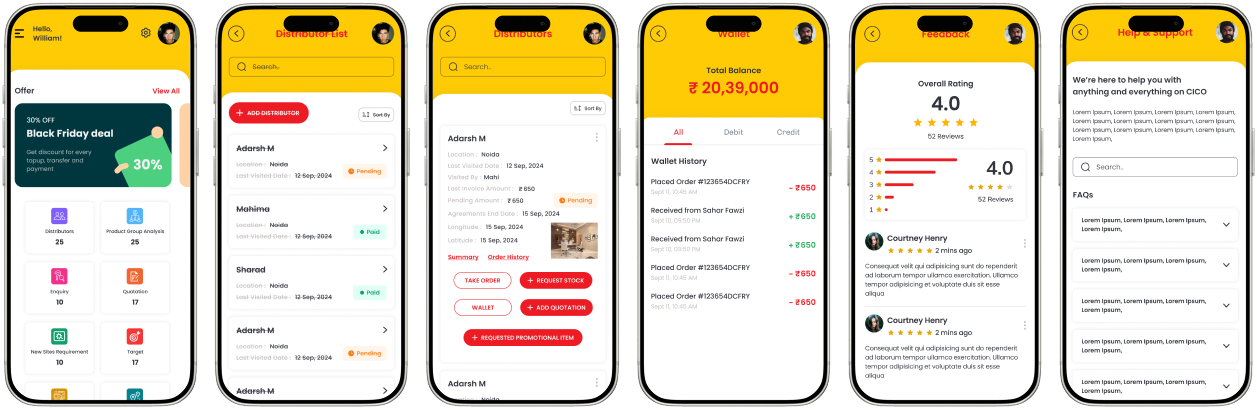 Hello,
William!
Offer
View All
30% OFF
Black Friday deal
Get discount for every
topup, transfer and
payment
30%
Distributors
25
Product Group Analysis
25
Enquiry
10
Quotation
17
New Sites Requirement
10
Target
17
Distributor List
Search..
+ ADD DISTRIBUTOR
Sort By
Adarsh M
Location : Noida
Last Visited Date : 12 Sep, 2024
Pending
Mahima
Location : Noida
Last Visited Date : 12 Sep, 2024
Paid
Sharad
Location : Noida
Last Visited Date : 12 Sep, 2024
Paid
Adarsh M
Location : Noida
Last Visited Date : 12 Sep, 2024
Pending
Adarsh M
Distributors
Search..
Sort By
Adarsh M
Location : Noida
Last Visited Date : 12 Sep, 2024
Visited By : Mahi
Last Invoice Amount : ₹ 650
Pending Amount : ₹ 650
Pending
Agreements End Date : 15 Sep, 2024
Longitude : 15 Sep, 2024
Latitude : 15 Sep, 2024
Summary
Order History
TAKE ORDER
+ REQUEST STOCK
WALLET
+ ADD QUOTATION
+ REQUESTED PROMOTIONAL ITEM
Adarsh M
Location : Noida
Wallet
Total Balance
₹ 20,39,000
All
Debit
Credit
Wallet History
Placed Order #123654DCFRY
Sept 11, 10:45 AM
- ₹650
Received from Sahar Fawzi
Sept 10, 09:50 PM
+ ₹650
Received from Sahar Fawzi
Sept 10, 09:50 PM
+ ₹650
Placed Order #123654DCFRY
Sept 11, 10:45 AM
- ₹650
Placed Order #123654DCFRY
Sept 11, 10:45 AM
- ₹650
Feedback
Overall Rating
4.0
52 Reviews
5
4
3
2
1
4.0
52 Reviews
Courtney Henry
2 mins ago
Consequat velit qui adipisicing sunt do reprenderit
ad laborum tempor ullamco exercitation. Ullamco
tempor adipisicing et voluptate duis sit esse
aliqua
Courtney Henry
2 mins ago
Consequat velit qui adipisicing sunt do reprenderit
ad laborum tempor ullamco exercitation. Ullamco
tempor adipisicing et voluptate duis sit esse
aliqua
Help & Support
We're here to help you with
anything and everything on CICO
Lorem Ipsum, Lorem Ipsum, Lorem Ipsum, Lorem Ipsum,
Lorem Ipsum, Lorem Ipsum, Lorem Ipsum, Lorem Ipsum,
Lorem Ipsum, Lorem Ipsum, Lorem Ipsum, Lorem Ipsum,
Lorem Ipsum,
Search..
FAQs
Lorem Ipsum, Lorem Ipsum, Lorem Ipsum,
Lorem Ipsum,
Lorem Ipsum, Lorem Ipsum, Lorem Ipsum,
Lorem Ipsum,
Lorem Ipsum, Lorem Ipsum, Lorem Ipsum,
Lorem Ipsum,
Lorem Ipsum, Lorem Ipsum, Lorem Ipsum,
Lorem Ipsum,
Lorem Ipsum, Lorem Ipsum, Lorem Ipsum,
Lorem Ipsum,